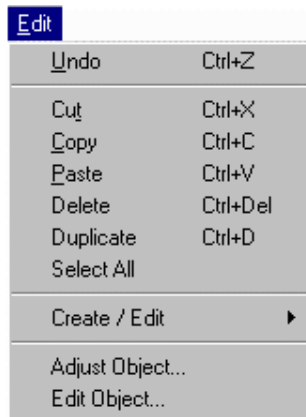 Edit
Undo Ctrl+Z
Cut Ctrl+X
Copy Ctrl+C
Paste Ctrl+V
Delete Ctrl+Del
Duplicate Ctrl+D
Select All
Create / Edit
Adjust Object...
Edit Object...